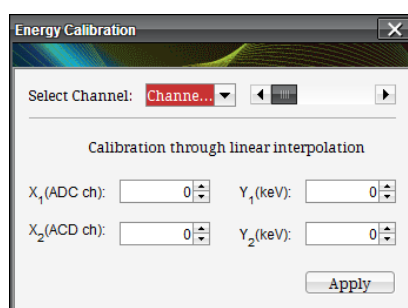 Energy Calibration
Select Channel: Channe...
Calibration through linear interpolation
X1(ADC ch): 0 Y1(keV): 0
X2(ACD ch): 0 Y2(keV): 0
Apply